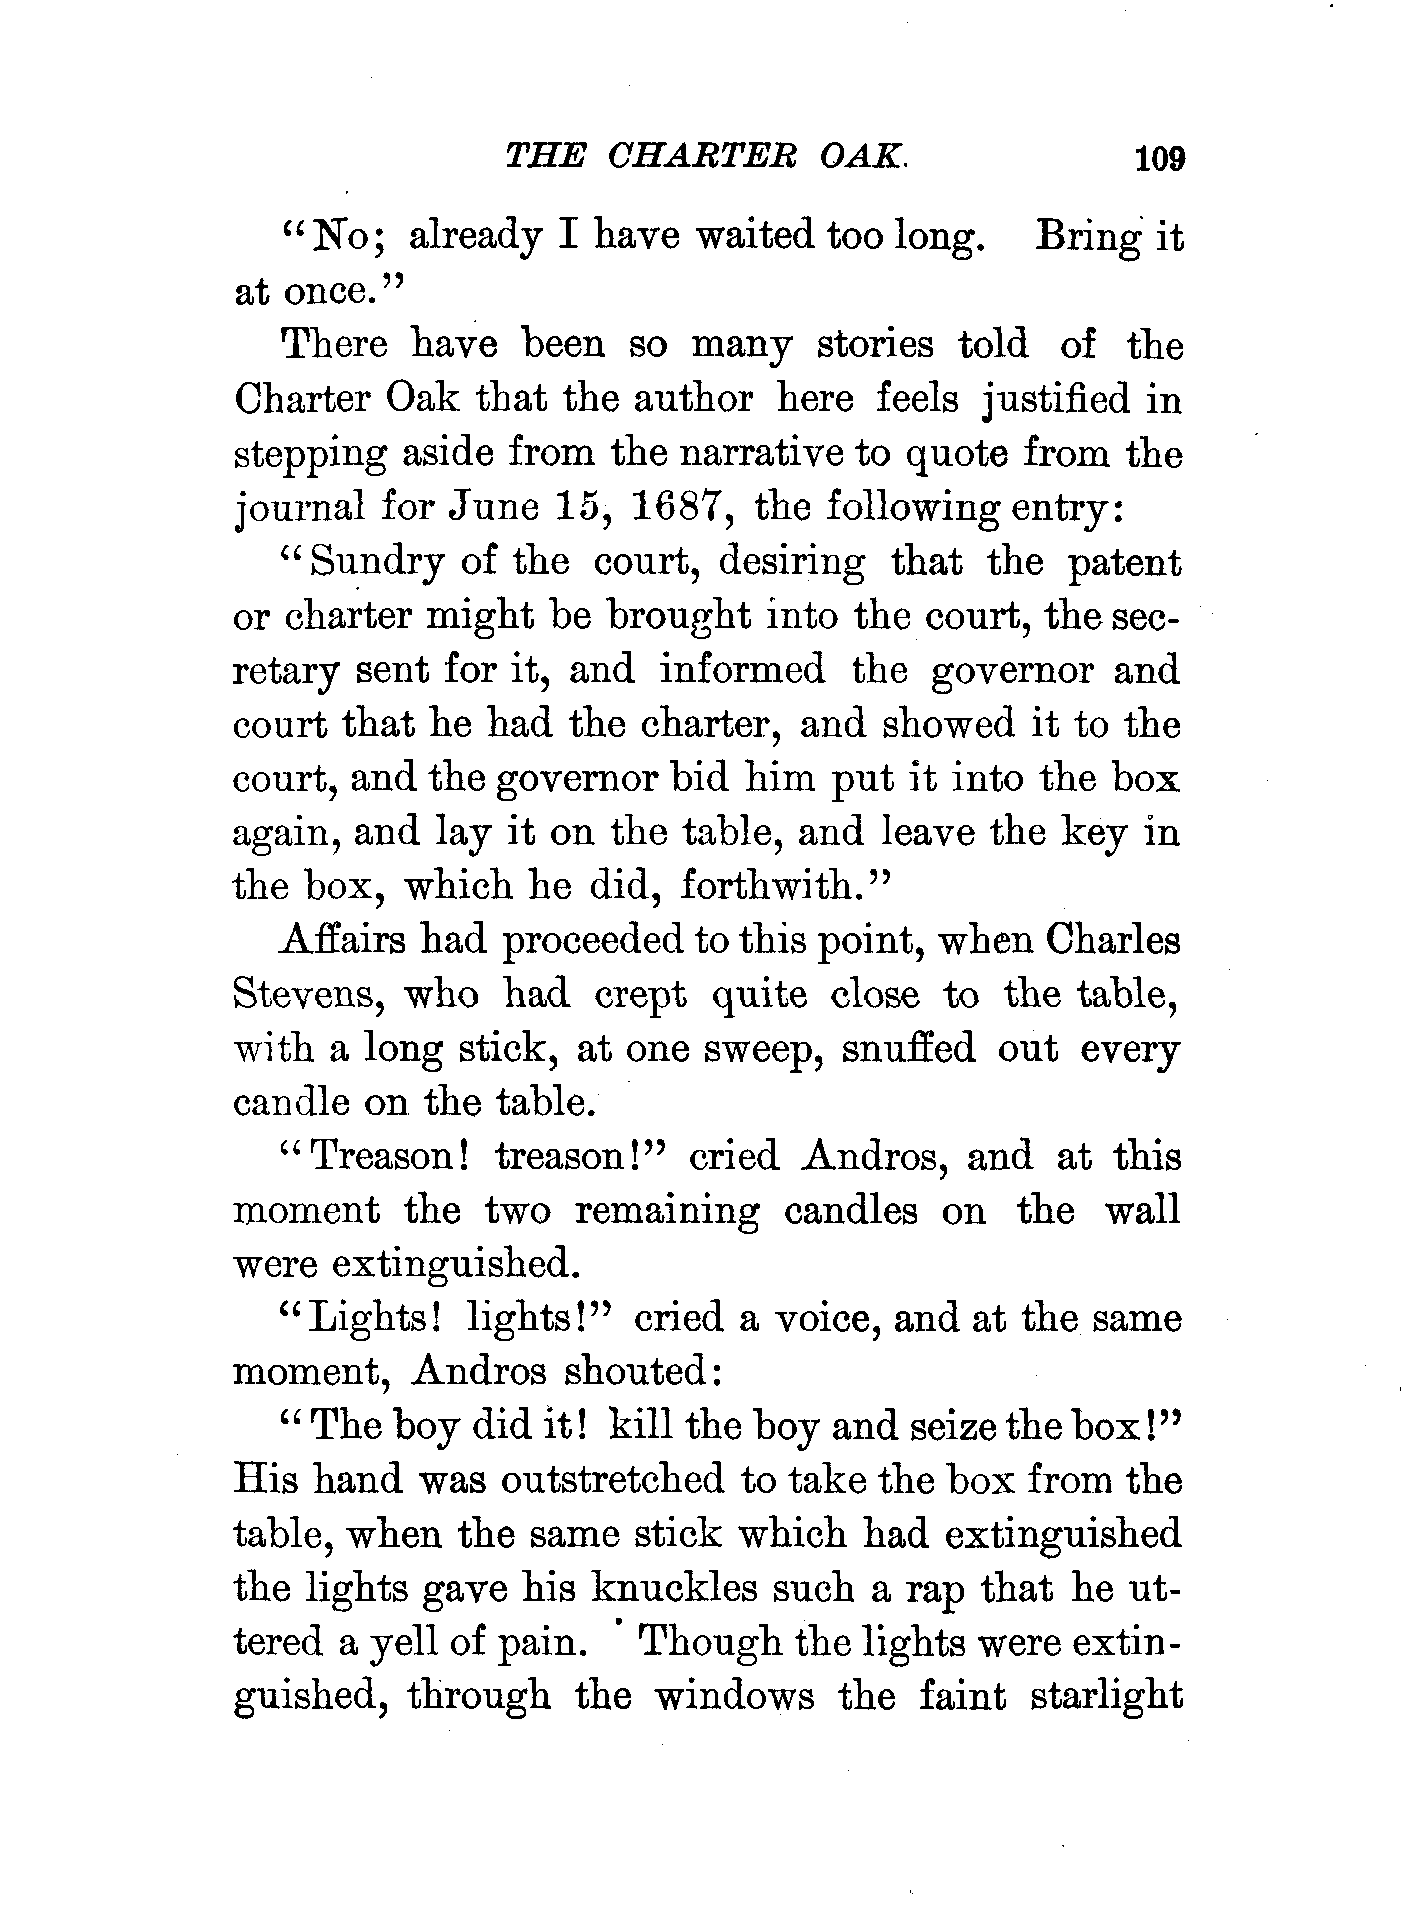 THE CHARTER OAK. 109
"No; already I have waited too long. Bring it
at once."
There have been so many stories told of the
Charter Oak that the author here feels justified in
stepping aside from the narrative to quote from the
journal for June 15, 1687, the following entry:
"Sundry of the court, desiring that the patent
or charter might be brought into the court, the sec-
retary sent for it, and informed the governor and
court that he had the charter, and showed it to the
court, and the governor bid him put it into the box
again, and lay it on the table, and leave the key in
the box, which he did, forthwith."
Affairs had proceeded to this point, when Charles
Stevens, who had crept quite close to the table,
with a long stick, at one sweep, snuffed out every
candle on the table.
"Treason! treason!" cried Andros, and at this
moment the two remaining candles on the wall
were extinguished.
"Lights! lights!" cried a voice, and at the same
moment, Andros shouted:
"The boy did it! kill the boy and seize the box!"
His hand was outstretched to take the box from the
table, when the same stick which had extinguished
the lights gave his knuckles such a rap that he ut-
tered a yell of pain. Though the lights were extin-
guished, through the windows the faint starlight